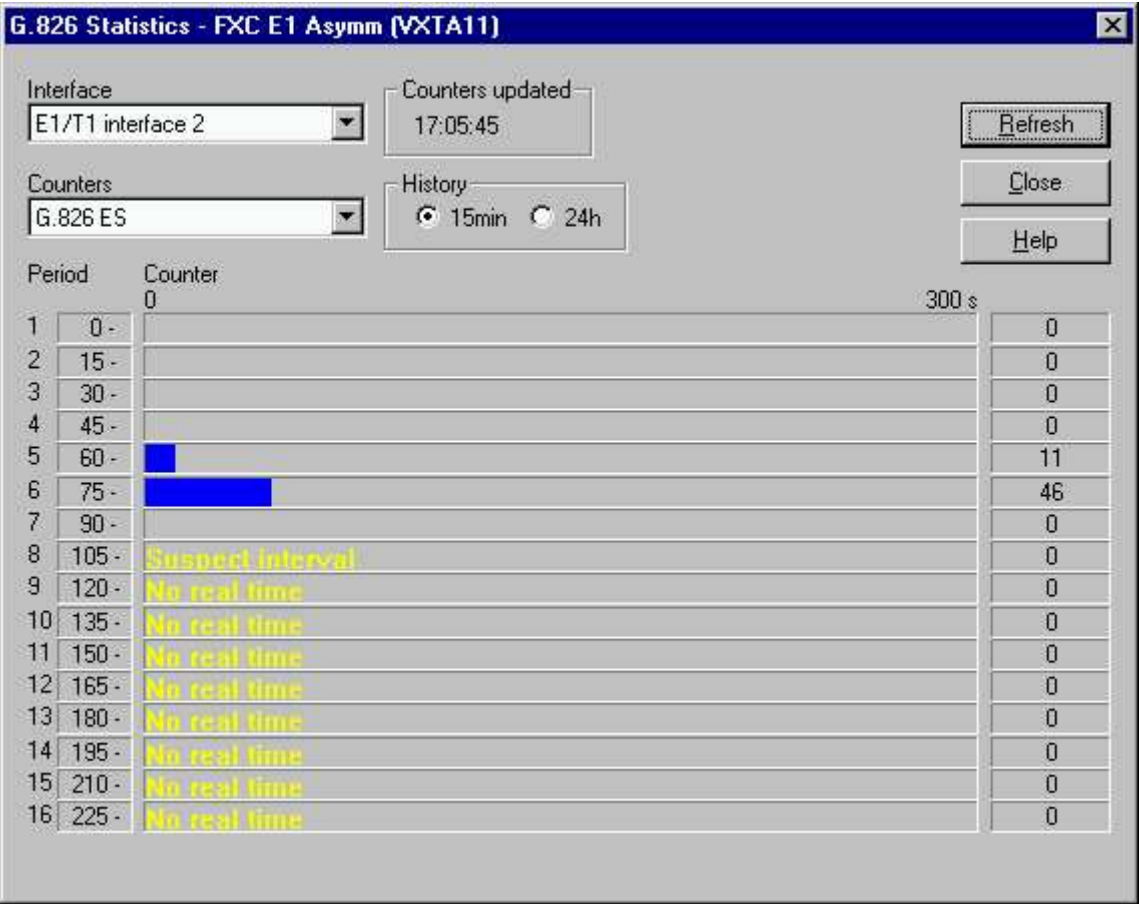 G.826 Statistics - FXC E1 Asymm (VXTA11)
Interface
E1/T1 interface 2
Counters updated
17:05:45
Refresh
Counters
G.826 ES
History
15min 24h
Close
Help
Period Counter
0 300 s
1 0 - 0
2 15 - 0
3 30 - 0
4 45 - 0
5 60 - 11
6 75 - 46
7 90 - 0
8 105 - Suspect interval 0
9 120 - No real time 0
10 135 - No real time 0
11 150 - No real time 0
12 165 - No real time 0
13 180 - No real time 0
14 195 - No real time 0
15 210 - No real time 0
16 225 - No real time 0